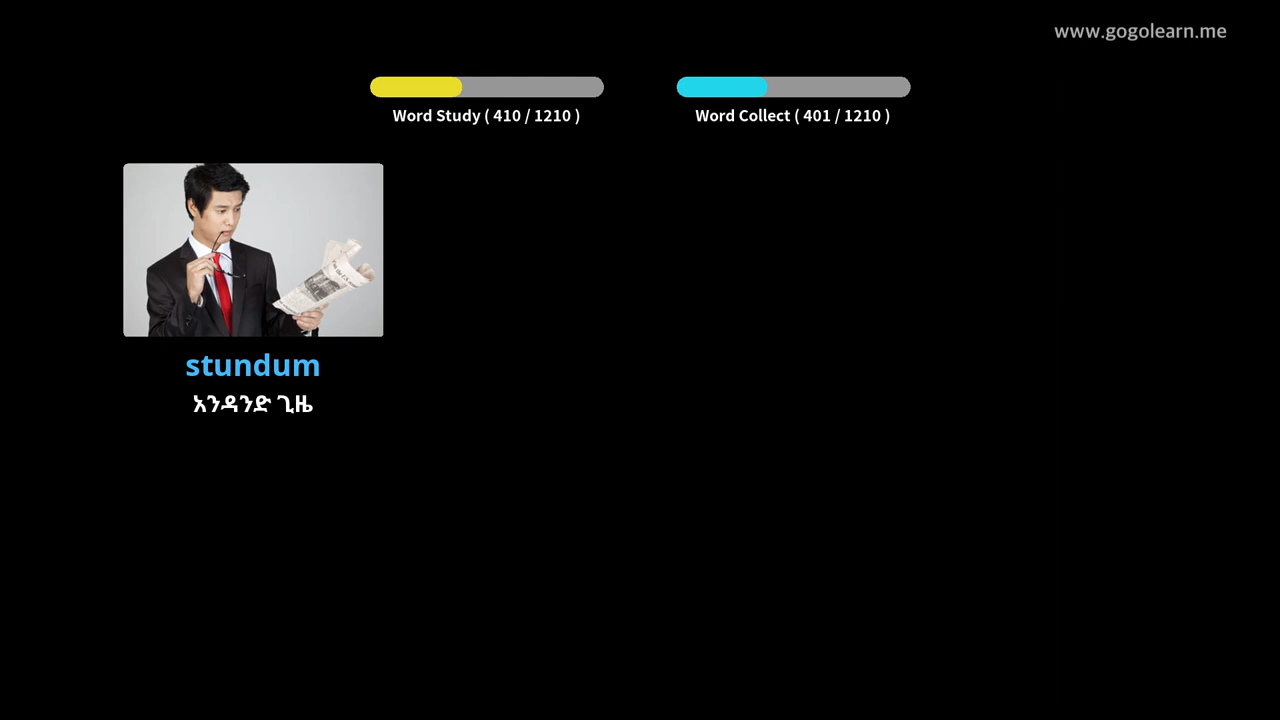 www.gogolearn.me
Word Study ( 410 / 1210 )
Word Collect ( 401 / 1210 )
stundum
አንዳንድ ጊዜ